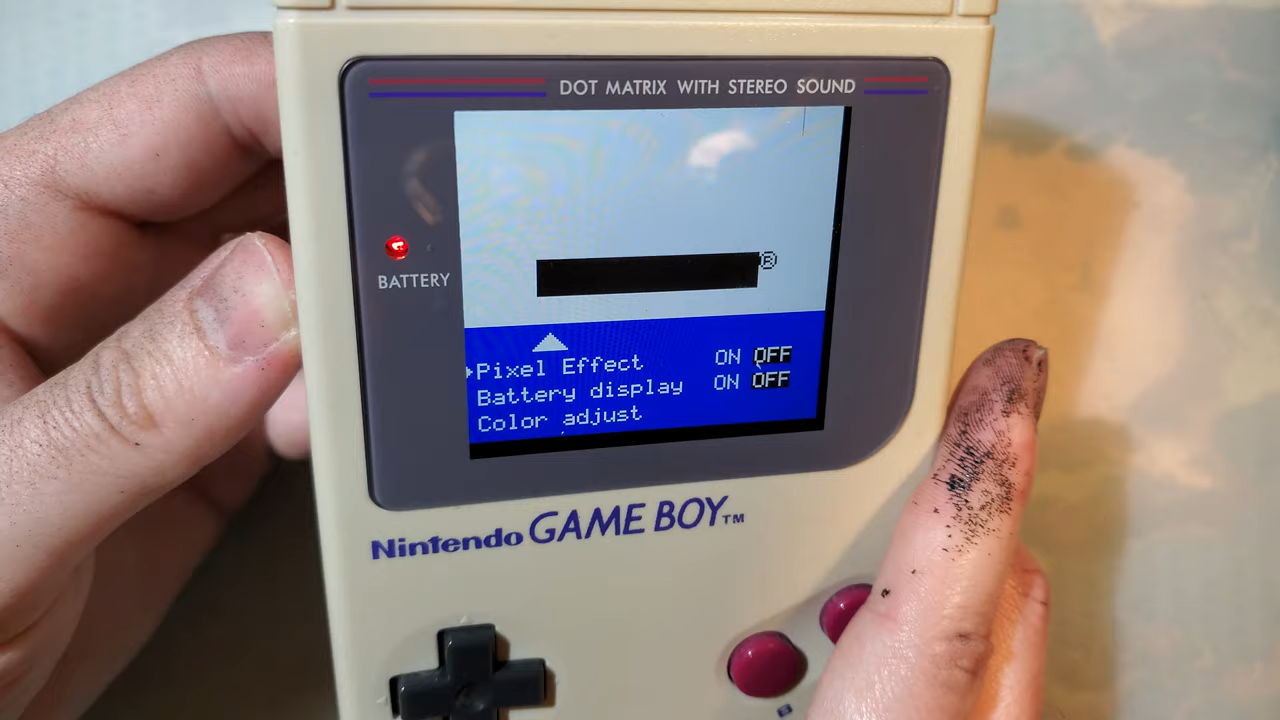 DOT MATRIX WITH STEREO SOUND
BATTERY
®
Pixel Effect ON OFF
Battery display ON OFF
Color adjust
Nintendo GAME BOY™